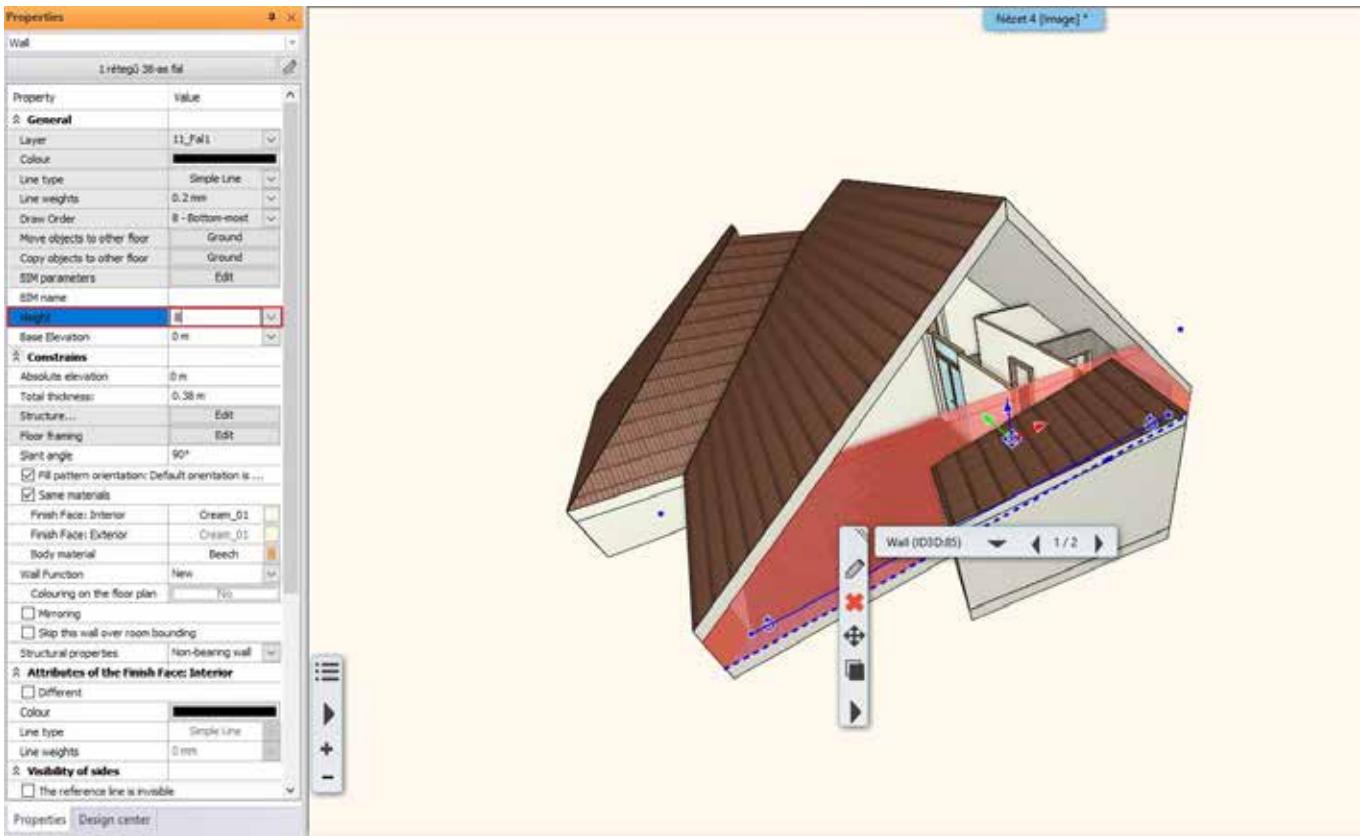 Properties
Wall
1 rétegű 38-as fal
Property Value
General
Layer 11_Fal1
Colour
Line type Simple Line
Line weights 0.2 mm
Draw Order 8 - Bottom-most
Move objects to other floor Ground
Copy objects to other floor Ground
BIM parameters Edit
BIM name
Height 8
Base Elevation 0 m
Constrains
Absolute elevation 0 m
Total thickness: 0.38 m
Structure... Edit
Floor framing Edit
Slant angle 90°
Fill pattern orientation: Default orientation is ...
Same materials
Finish Face: Interior Cream_01
Finish Face: Exterior Cream_01
Body material Beech
Wall Function New
Colouring on the floor plan No
Mirroring
Skip this wall over room bounding
Structural properties Non-bearing wall
Attributes of the Finish Face: Interior
Different
Colour
Line type Simple Line
Line weights 0 mm
Visibility of sides
The reference line is invisible
Properties Design center
Nézet 4 [Image] *
Wall (ID3D:85) 1 / 2